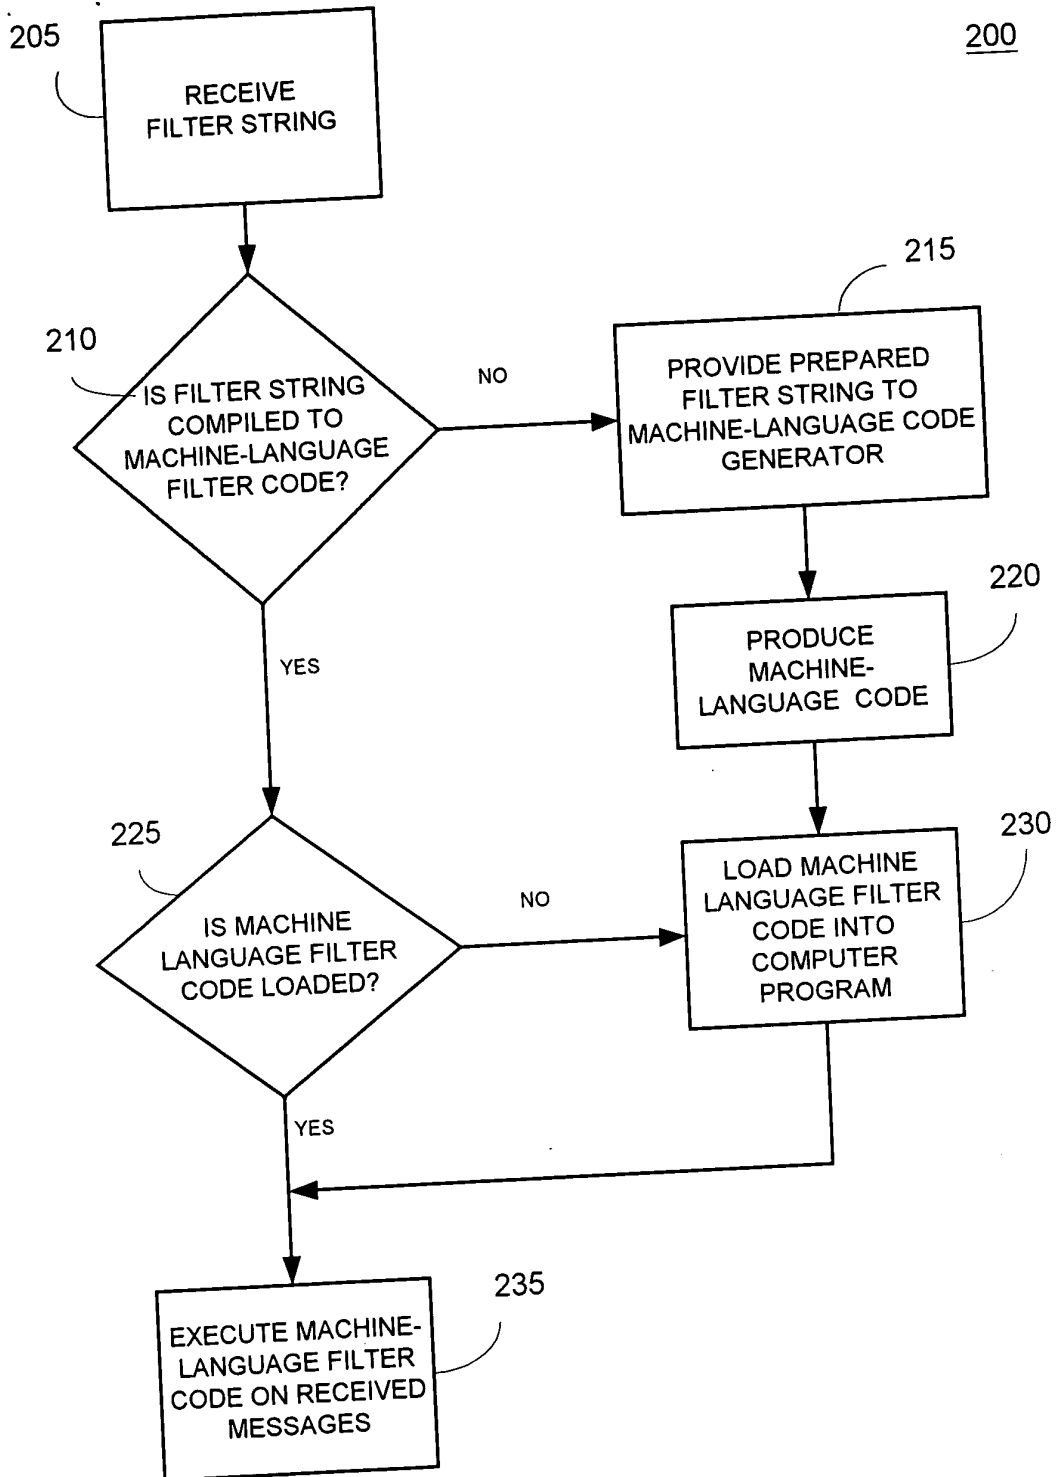 205
200
RECEIVE
FILTER STRING
215
210
IS FILTER STRING
COMPILED TO
MACHINE-LANGUAGE
FILTER CODE?
NO
PROVIDE PREPARED
FILTER STRING TO
MACHINE-LANGUAGE CODE
GENERATOR
220
YES
PRODUCE
MACHINE-
LANGUAGE CODE
225
230
IS MACHINE
LANGUAGE FILTER
CODE LOADED?
NO
LOAD MACHINE
LANGUAGE FILTER
CODE INTO
COMPUTER
PROGRAM
YES
235
EXECUTE MACHINE-
LANGUAGE FILTER
CODE ON RECEIVED
MESSAGES